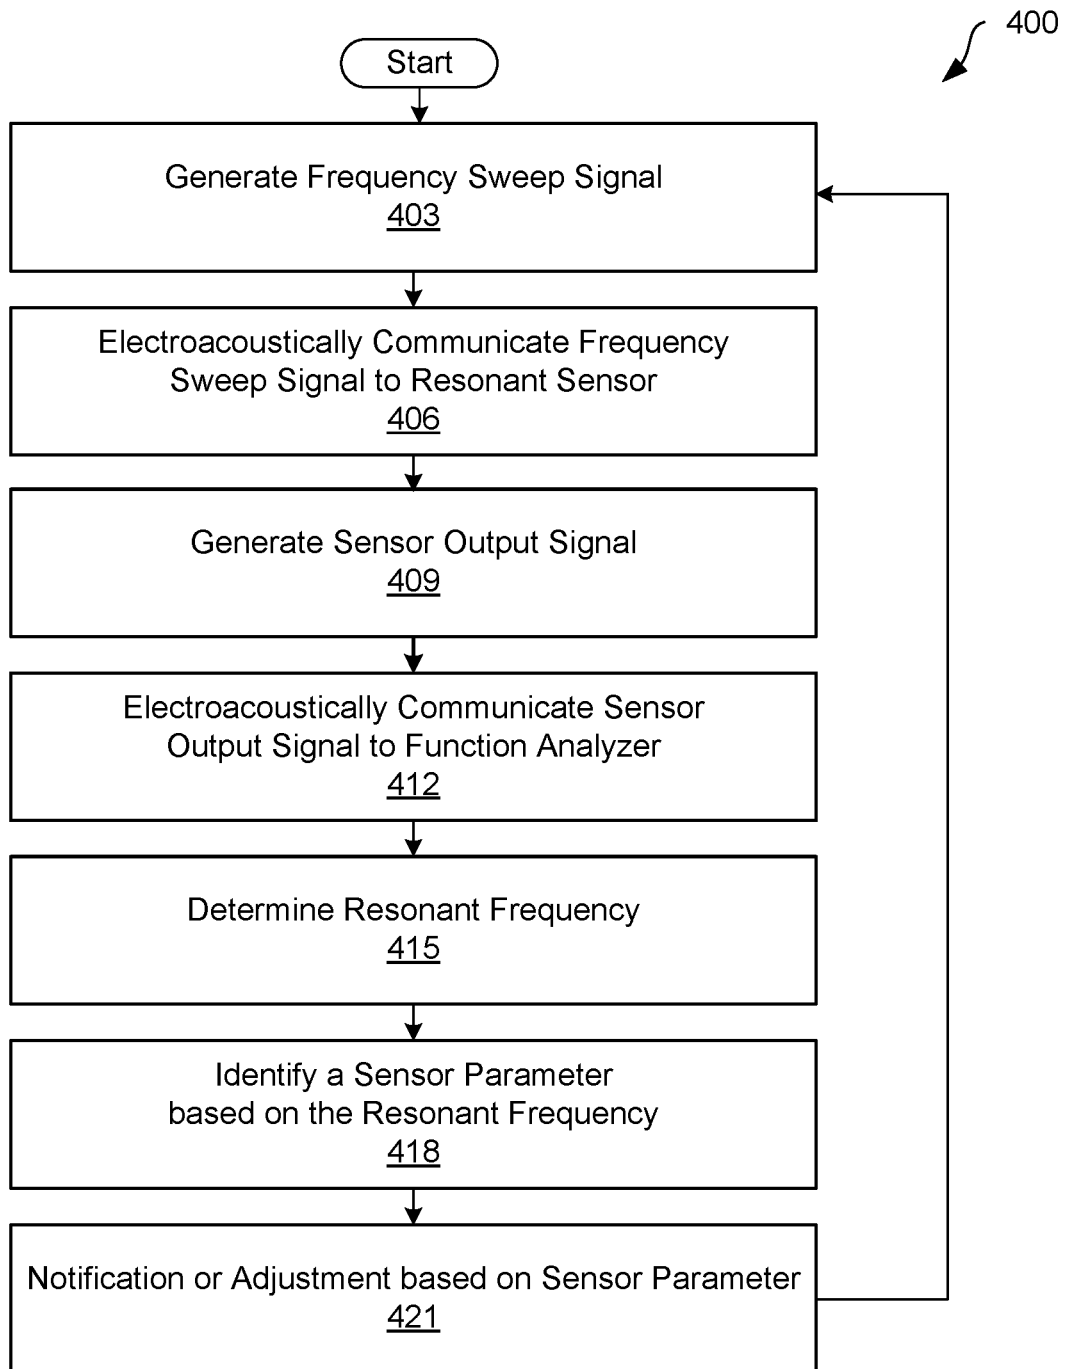 400
Start
Generate Frequency Sweep Signal
403
Electroacoustically Communicate Frequency
Sweep Signal to Resonant Sensor
406
Generate Sensor Output Signal
409
Electroacoustically Communicate Sensor
Output Signal to Function Analyzer
412
Determine Resonant Frequency
415
Identify a Sensor Parameter
based on the Resonant Frequency
418
Notification or Adjustment based on Sensor Parameter
421